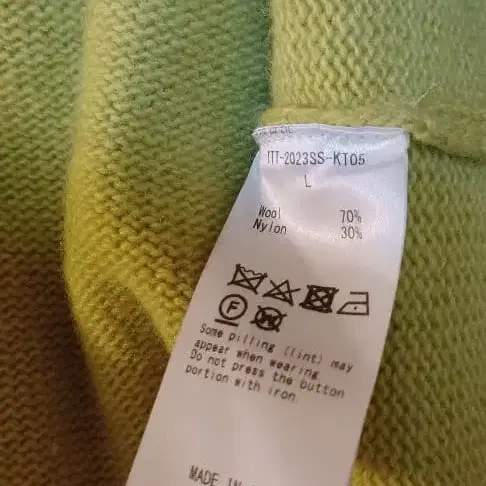 ITT-2023SS-KT05
L
Wool 70%
Nylon 30%
F W
Some pilling (lint) may
appear when wearing
Do not press the button
portion with iron
MADE IN